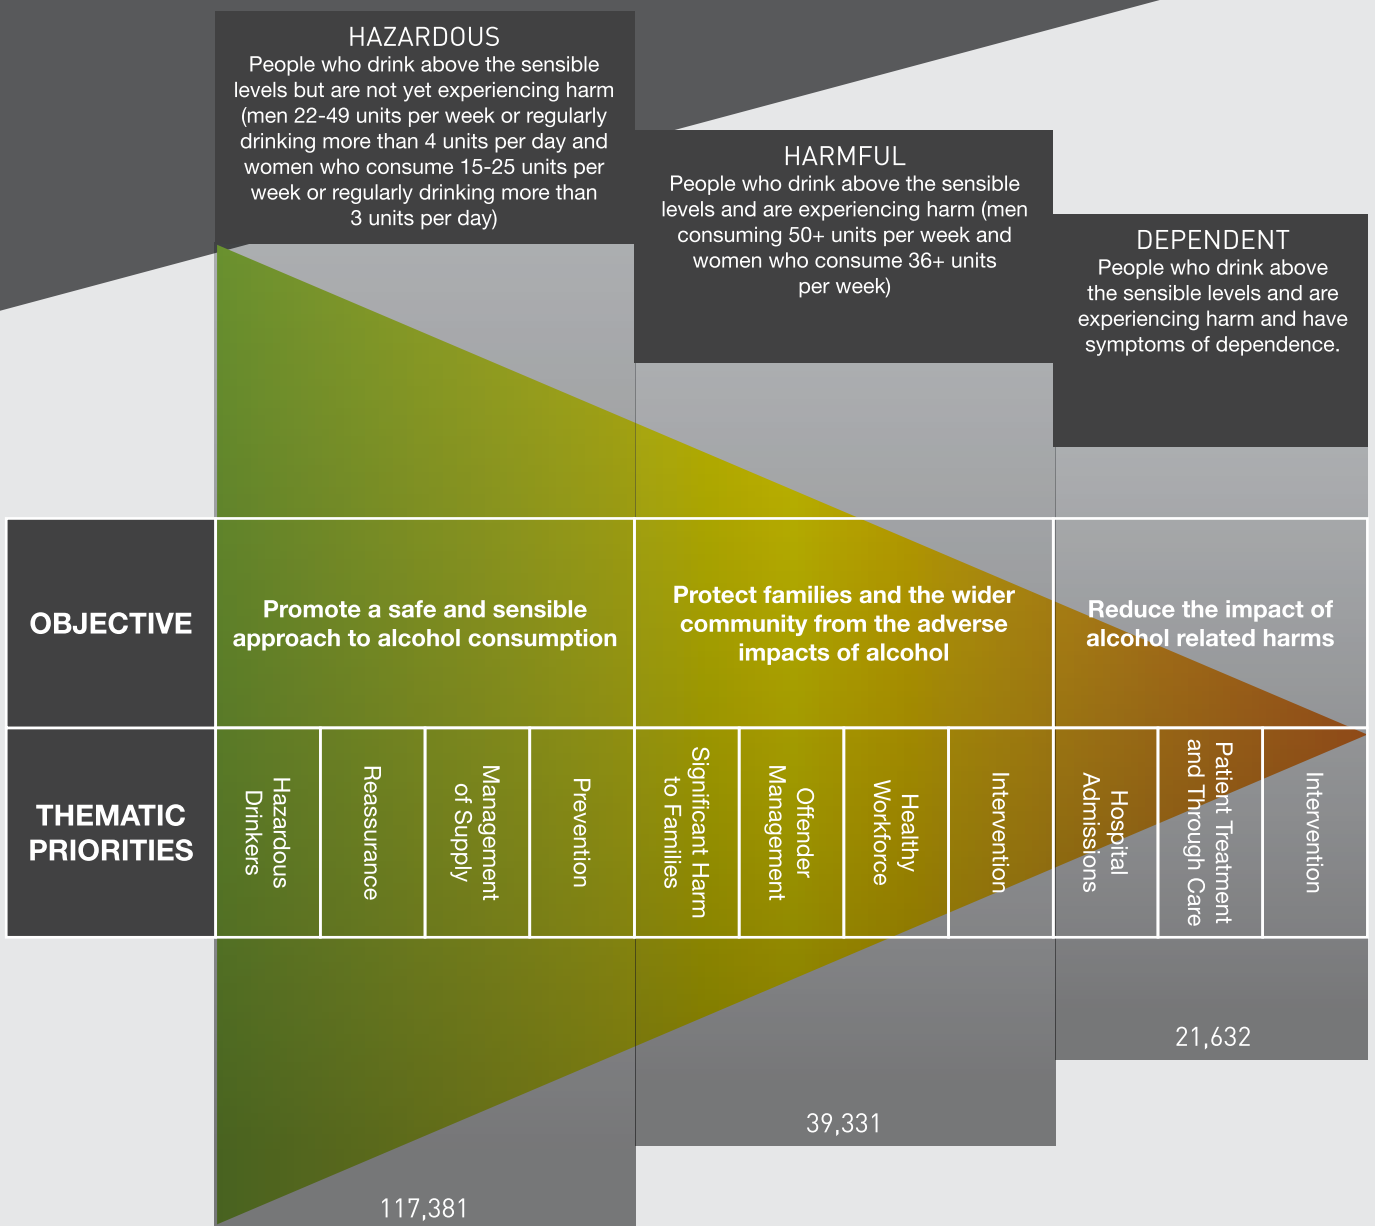 HAZARDOUS
People who drink above the sensible
levels but are not yet experiencing harm
(men 22-49 units per week or regularly
drinking more than 4 units per day and
women who consume 15-25 units per
week or regularly drinking more than
3 units per day)
HARMFUL
People who drink above the sensible
levels and are experiencing harm (men
consuming 50+ units per week and
women who consume 36+ units
per week)
DEPENDENT
People who drink above
the sensible levels and are
experiencing harm and have
symptoms of dependence.
OBJECTIVE
Promote a safe and sensible
approach to alcohol consumption
Protect families and the wider
community from the adverse
impacts of alcohol
Reduce the impact of
alcohol related harms
THEMATIC
PRIORITIES
Hazardous
Drinkers
Reassurance
Management
of Supply
Prevention
Significant Harm
to Families
Offender
Management
Healthy
Workforce
Intervention
Hospital
Admissions
Patient Treatment
and Through Care
Intervention
117,381
39,331
21,632